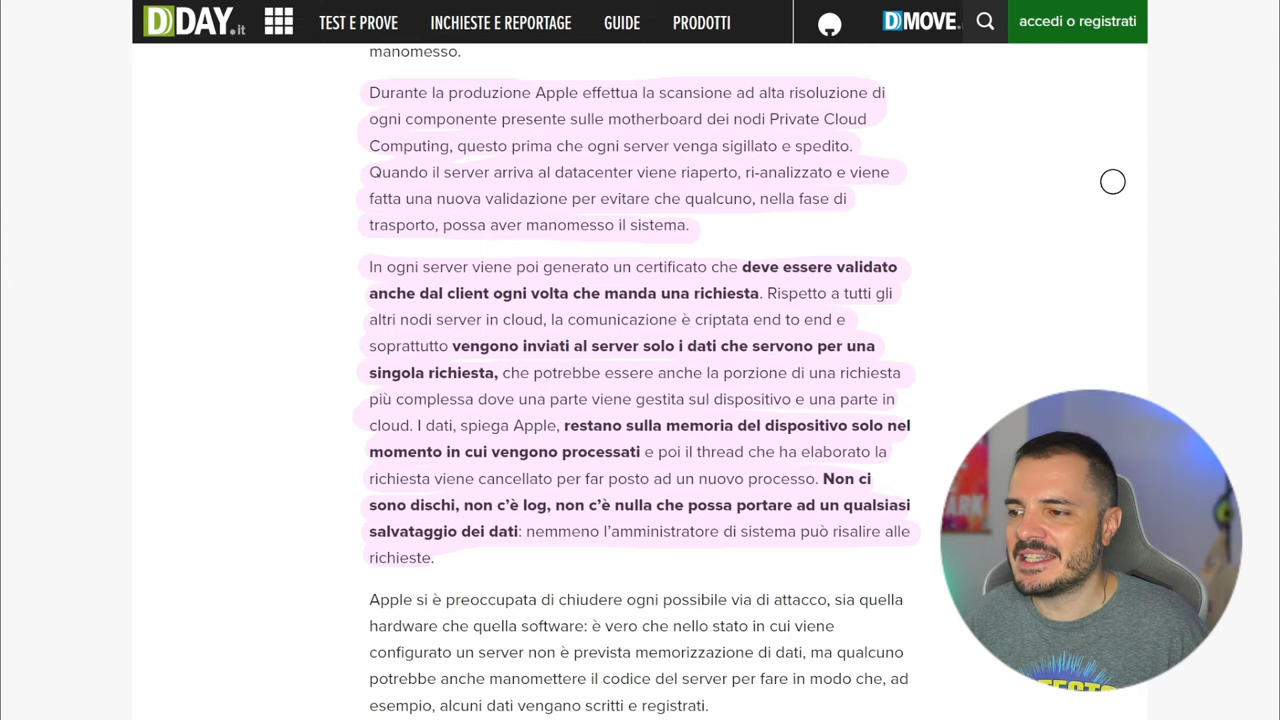 DDAY.it
TEST E PROVE
INCHIESTE E REPORTAGE
GUIDE
PRODOTTI
DMOVE.
accedi o registrati
manomesso.
Durante la produzione Apple effettua la scansione ad alta risoluzione di
ogni componente presente sulle motherboard dei nodi Private Cloud
Computing, questo prima che ogni server venga sigillato e spedito.
Quando il server arriva al datacenter viene riaperto, ri-analizzato e viene
fatta una nuova validazione per evitare che qualcuno, nella fase di
trasporto, possa aver manomesso il sistema.
In ogni server viene poi generato un certificato che deve essere validato
anche dal client ogni volta che manda una richiesta. Rispetto a tutti gli
altri nodi server in cloud, la comunicazione è criptata end to end e
soprattutto vengono inviati al server solo i dati che servono per una
singola richiesta, che potrebbe essere anche la porzione di una richiesta
più complessa dove una parte viene gestita sul dispositivo e una parte in
cloud. I dati, spiega Apple, restano sulla memoria del dispositivo solo nel
momento in cui vengono processati e poi il thread che ha elaborato la
richiesta viene cancellato per far posto ad un nuovo processo. Non ci
sono dischi, non c’è log, non c’è nulla che possa portare ad un qualsiasi
salvataggio dei dati: nemmeno l’amministratore di sistema può risalire alle
richieste.
Apple si è preoccupata di chiudere ogni possibile via di attacco, sia quella
hardware che quella software: è vero che nello stato in cui viene
configurato un server non è prevista memorizzazione di dati, ma qualcuno
potrebbe anche manomettere il codice del server per fare in modo che, ad
esempio, alcuni dati vengano scritti e registrati.